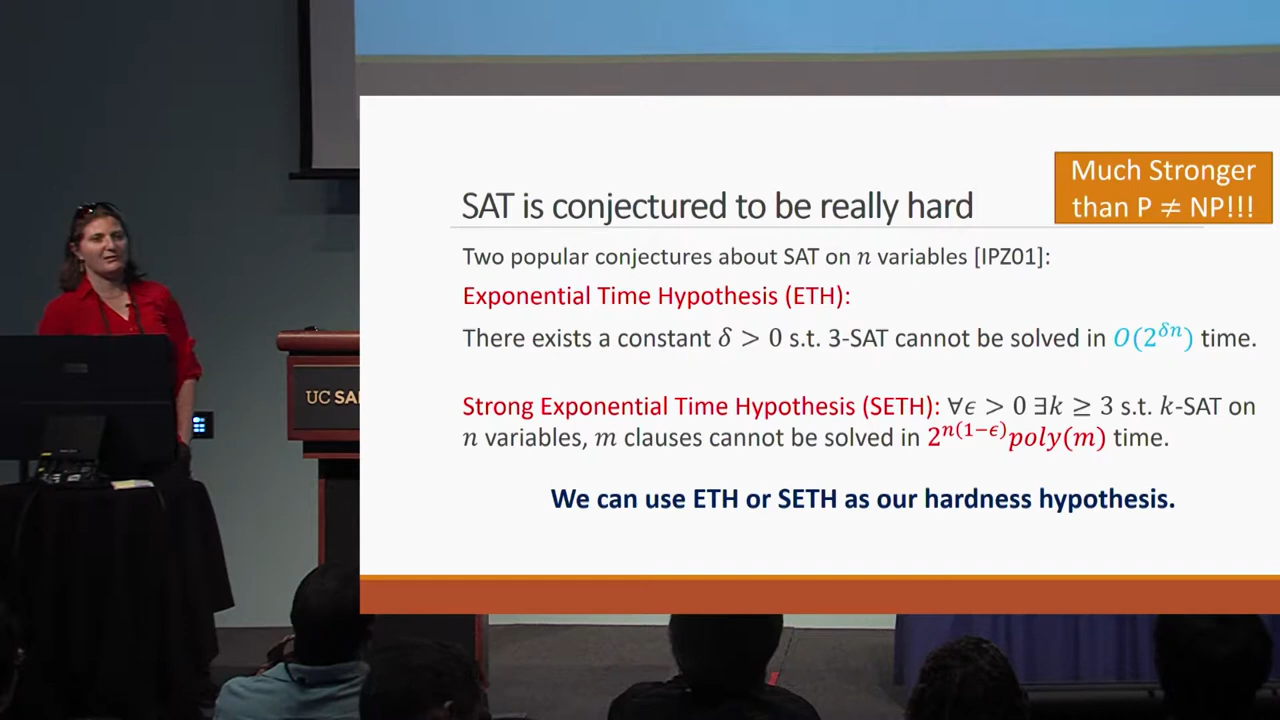 Much Stronger
than P ≠ NP!!!
SAT is conjectured to be really hard
Two popular conjectures about SAT on n variables [IPZ01]:
Exponential Time Hypothesis (ETH):
There exists a constant δ > 0 s.t. 3-SAT cannot be solved in O(2^{δn}) time.
Strong Exponential Time Hypothesis (SETH): ∀ϵ > 0 ∃k ≥ 3 s.t. k-SAT on
n variables, m clauses cannot be solved in 2^{n(1−ϵ)}poly(m) time.
We can use ETH or SETH as our hardness hypothesis.
UC SA